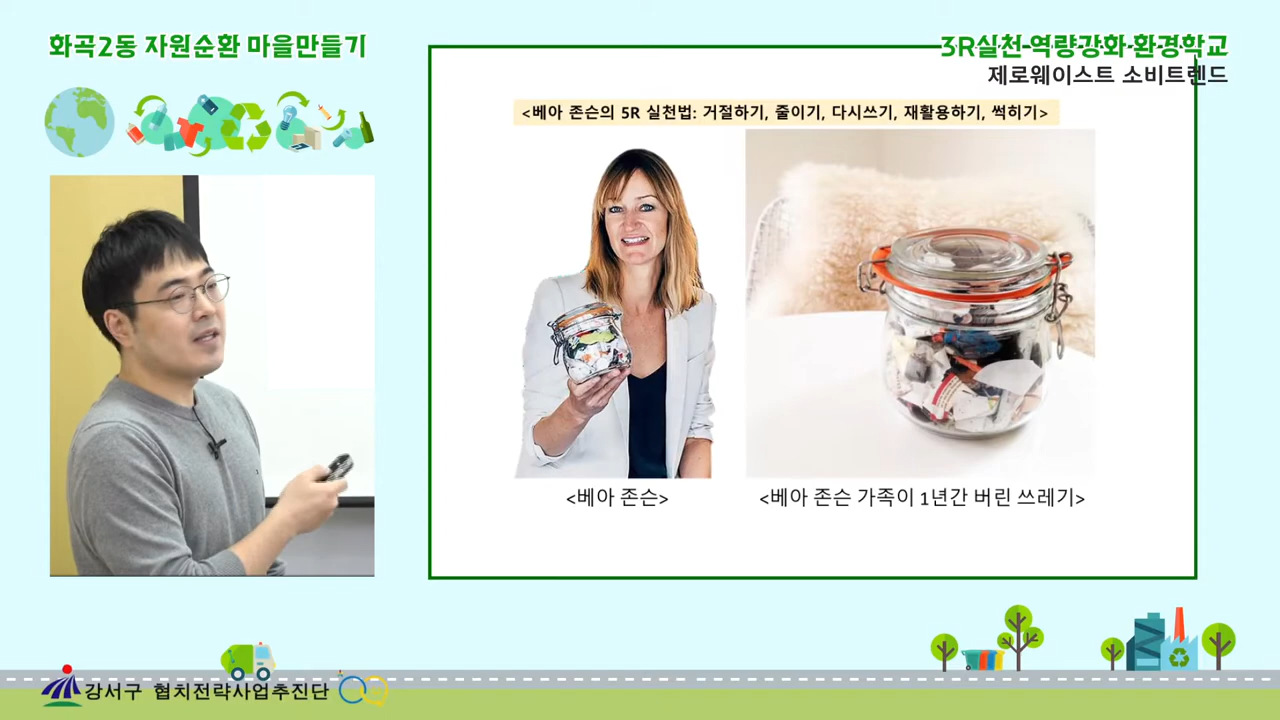 화곡2동 자원순환 마을만들기
3R실천 역량강화 환경학교
제로웨이스트 소비트렌드
<베아 존슨의 5R 실천법: 거절하기, 줄이기, 다시쓰기, 재활용하기, 썩히기>
<베아 존슨>
<베아 존슨 가족이 1년간 버린 쓰레기>
강서구 협치전략사업추진단